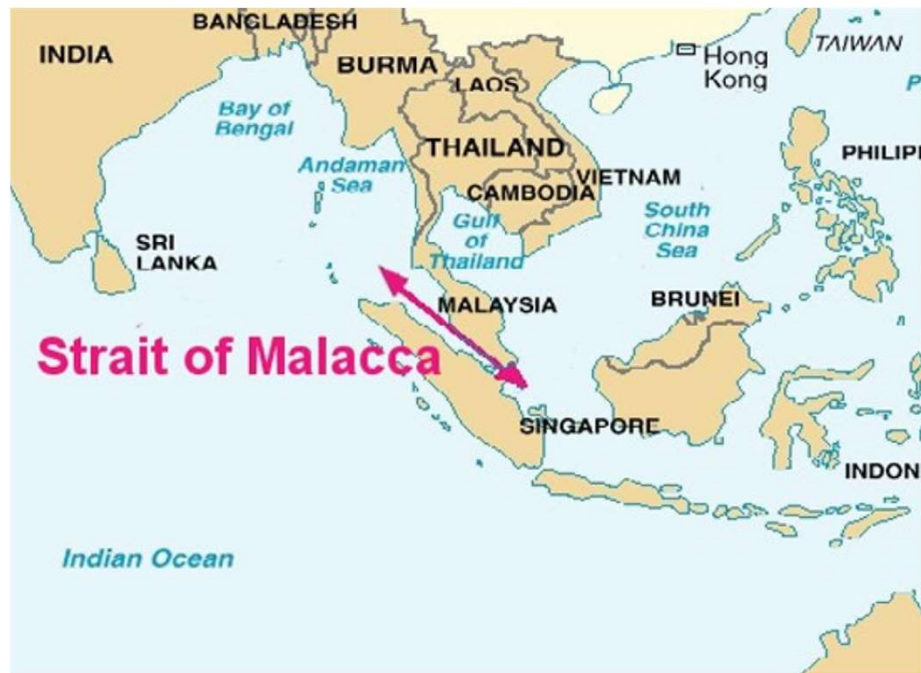 BANGLADESH
INDIA
BURMA
LAOS
Hong
Kong
TAIWAN
Bay of
Bengal
THAILAND
PHILIPI
Andaman
Sea
CAMBODIA
VIETNAM
Gulf
of
Thailand
South
China
Sea
SRI
LANKA
MALAYSIA
BRUNEI
Strait of Malacca
SINGAPORE
INDON
Indian Ocean